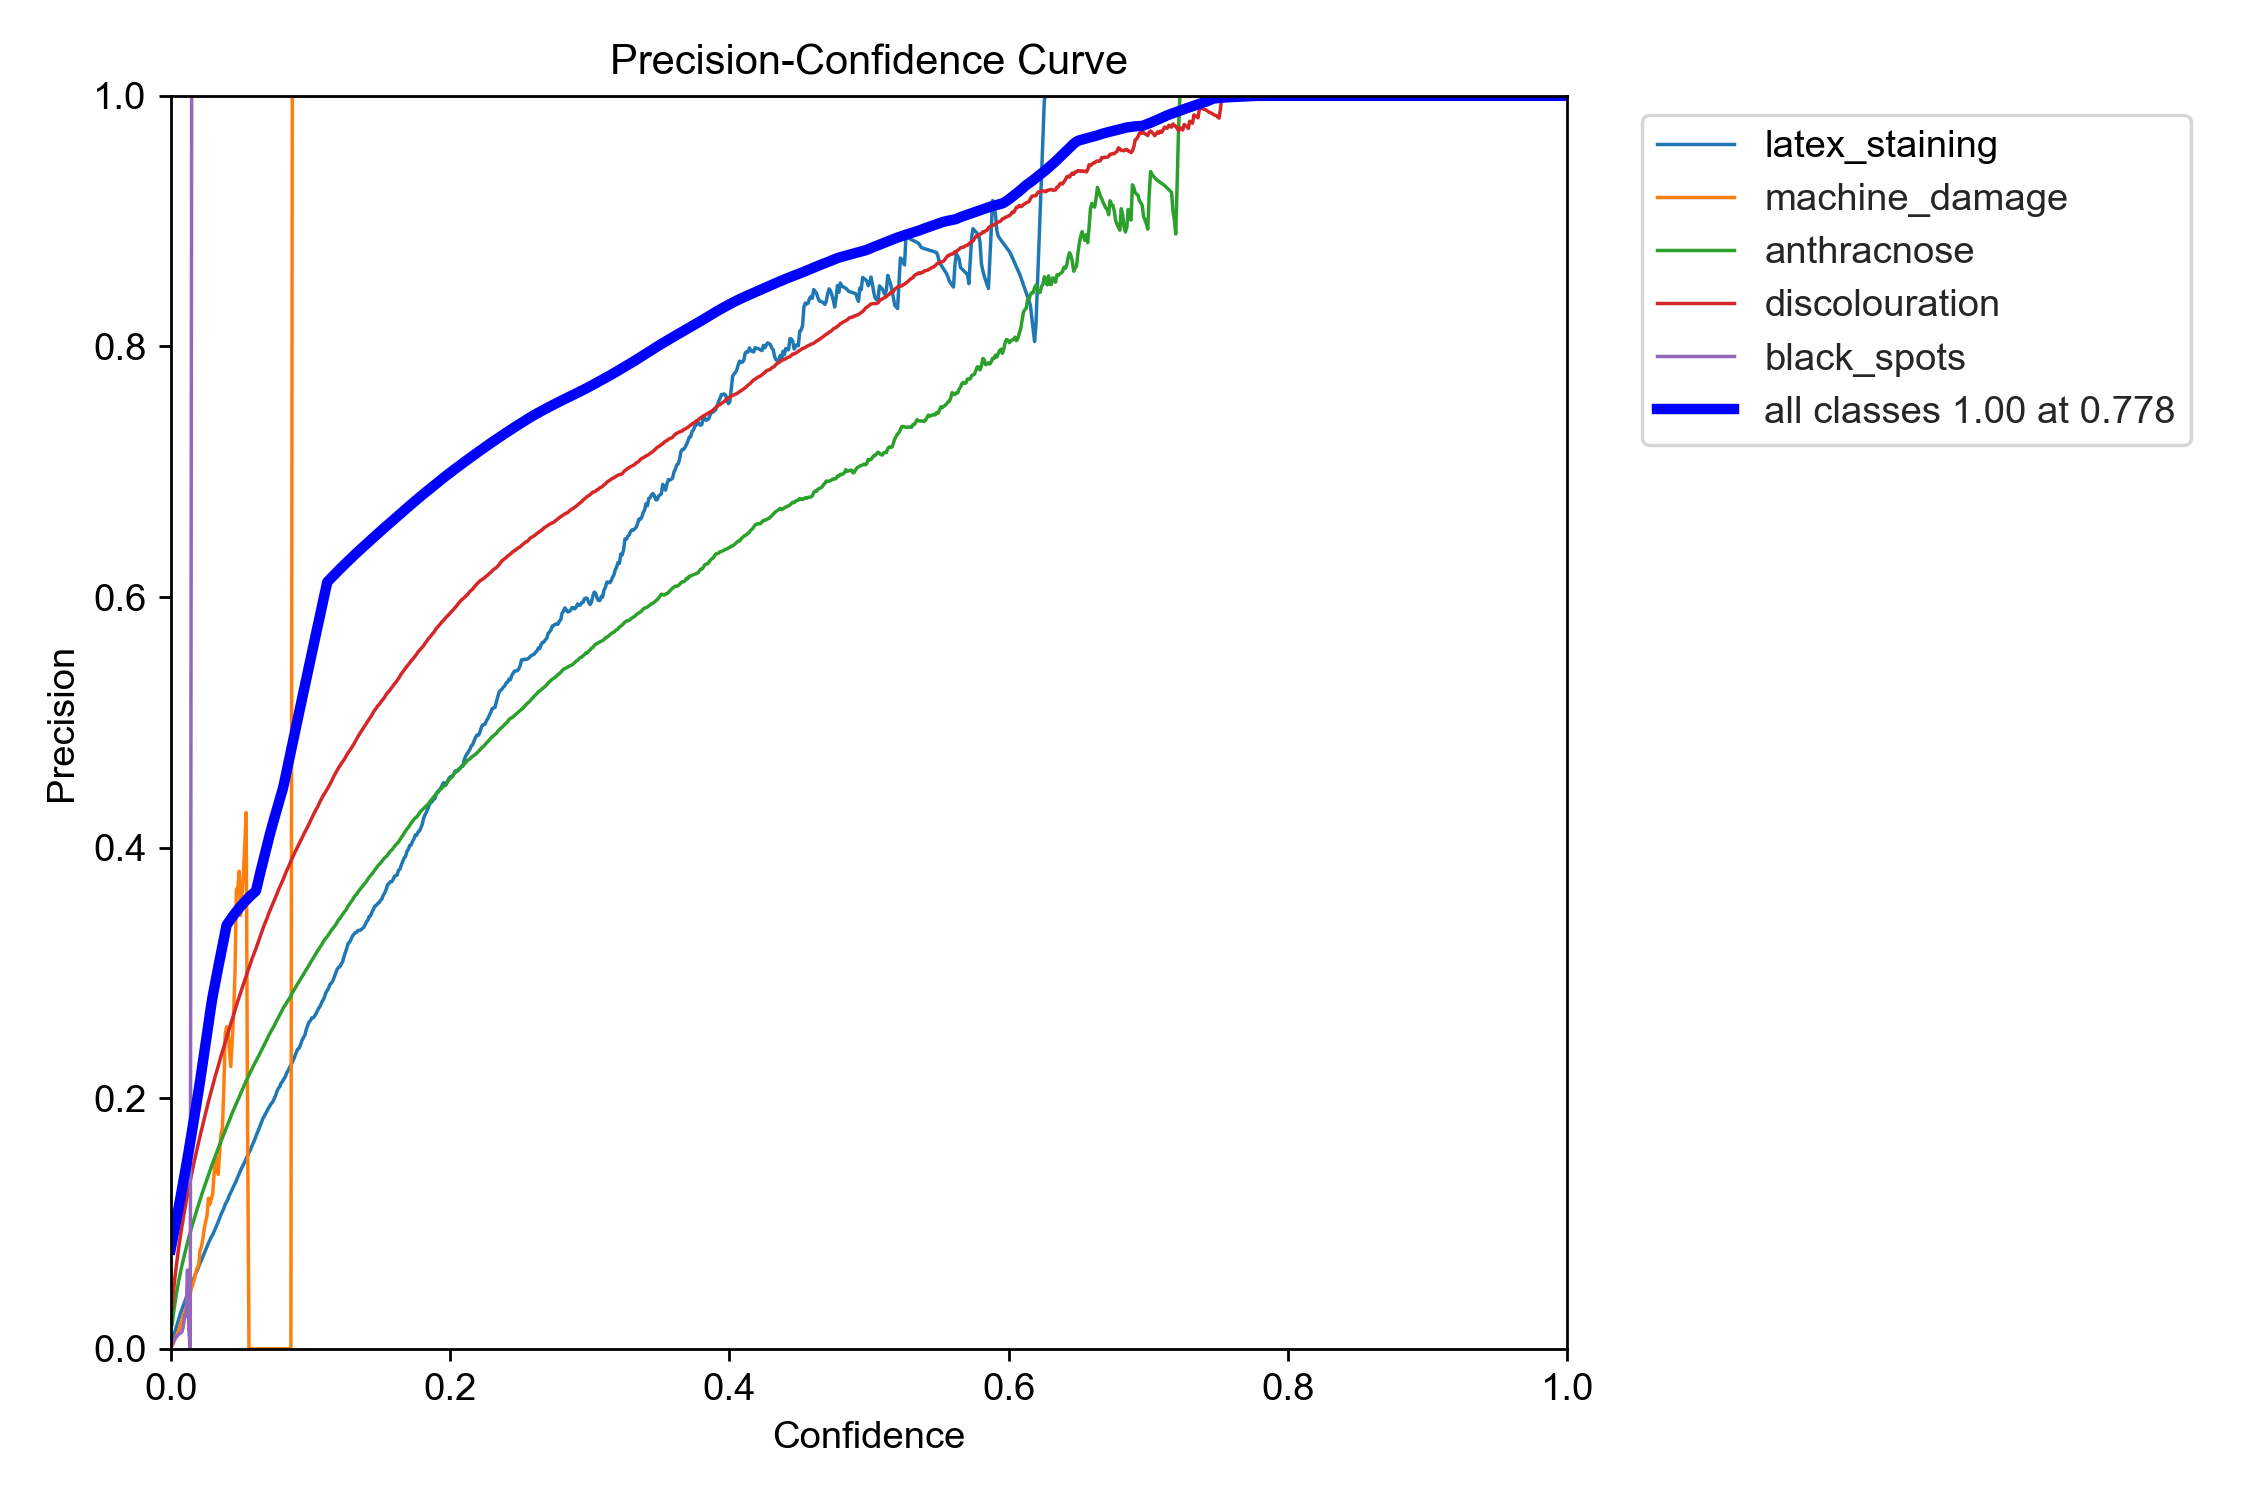 Precision-Confidence Curve
1.0
0.8
0.6
0.4
0.2
0.0
Precision
0.0 0.2 0.4 0.6 0.8 1.0
Confidence
latex_staining
machine_damage
anthracnose
discolouration
black_spots
all classes 1.00 at 0.778